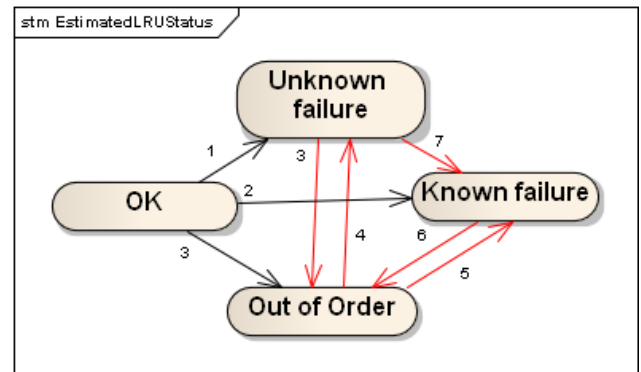 stm EstimatedLRUStatus
Unknown
failure
1
3
7
OK
2
Known failure
3
4
6
5
Out of Order